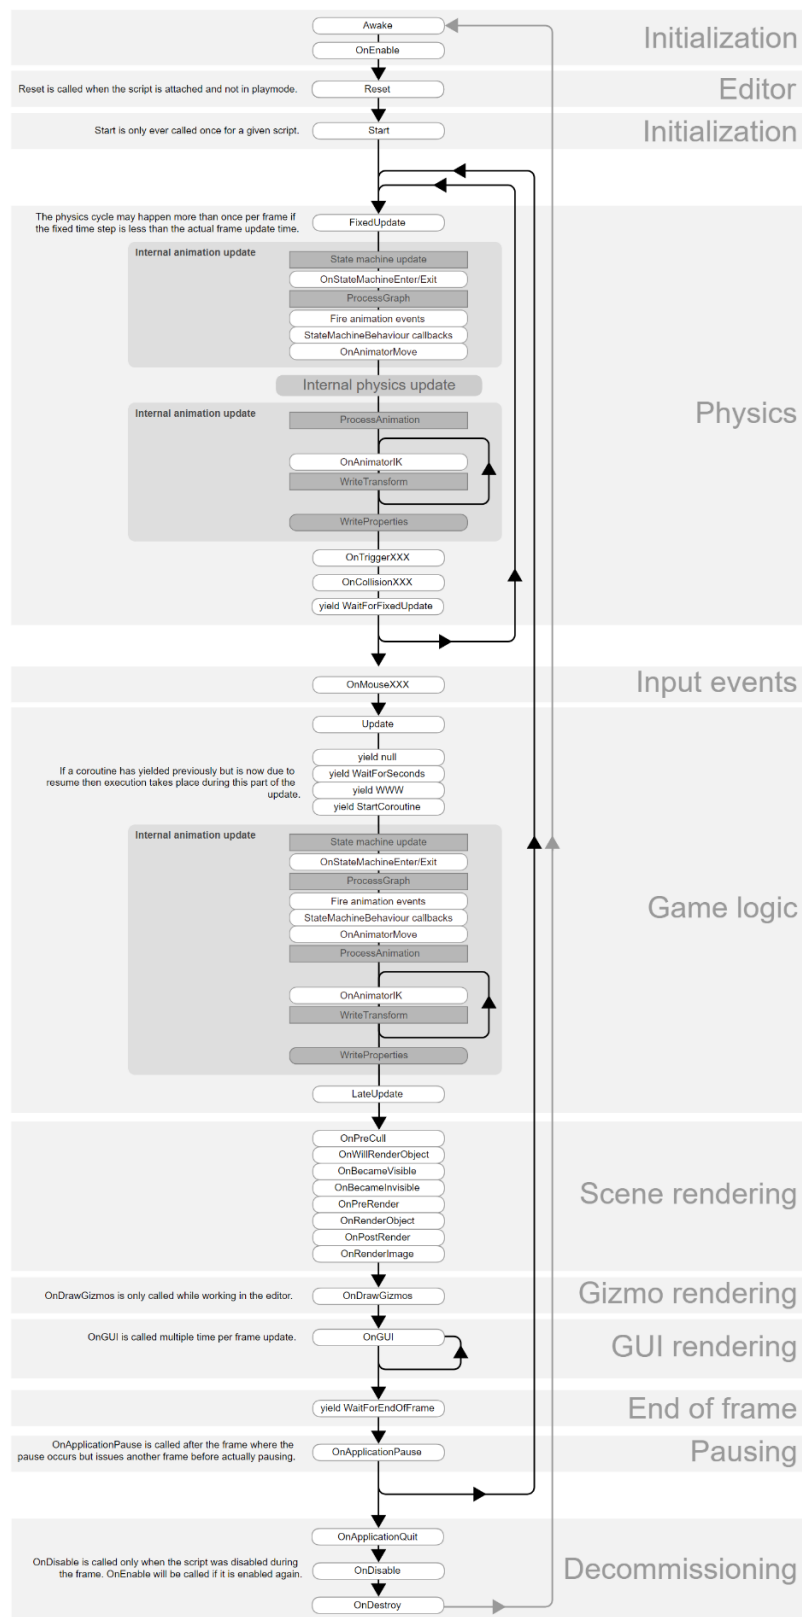 Awake
OnEnable
Initialization
Reset is called when the script is attached and not in playmode.
Reset
Editor
Start is only ever called once for a given script.
Start
Initialization
The physics cycle may happen more than once per frame if
the fixed time step is less than the actual frame update time.
FixedUpdate
Internal animation update
State machine update
OnStateMachineEnter/Exit
ProcessGraph
Fire animation events
StateMachineBehaviour callbacks
OnAnimatorMove
Internal physics update
Physics
Internal animation update
ProcessAnimation
OnAnimatorIK
WriteTransform
WriteProperties
OnTriggerXXX
OnCollisionXXX
yield WaitForFixedUpdate
OnMouseXXX
Input events
Update
yield null
If a coroutine has yielded previously but is now due to
resume then execution takes place during this part of the
update.
yield WaitForSeconds
yield WWW
yield StartCoroutine
Internal animation update
State machine update
OnStateMachineEnter/Exit
ProcessGraph
Fire animation events
StateMachineBehaviour callbacks
OnAnimatorMove
ProcessAnimation
Game logic
OnAnimatorIK
WriteTransform
WriteProperties
LateUpdate
OnPreCull
OnWillRenderObject
OnBecameVisible
OnBecameInvisible
OnPreRender
OnRenderObject
OnPostRender
OnRenderImage
Scene rendering
OnDrawGizmos is only called while working in the editor.
OnDrawGizmos
Gizmo rendering
OnGUI is called multiple time per frame update.
OnGUI
GUI rendering
yield WaitForEndOfFrame
End of frame
OnApplicationPause is called after the frame where the
pause occurs but issues another frame before actually pausing.
OnApplicationPause
Pausing
OnApplicationQuit
OnDisable is called only when the script was disabled during
the frame. OnEnable will be called if it is enabled again.
OnDisable
Decommissioning
OnDestroy